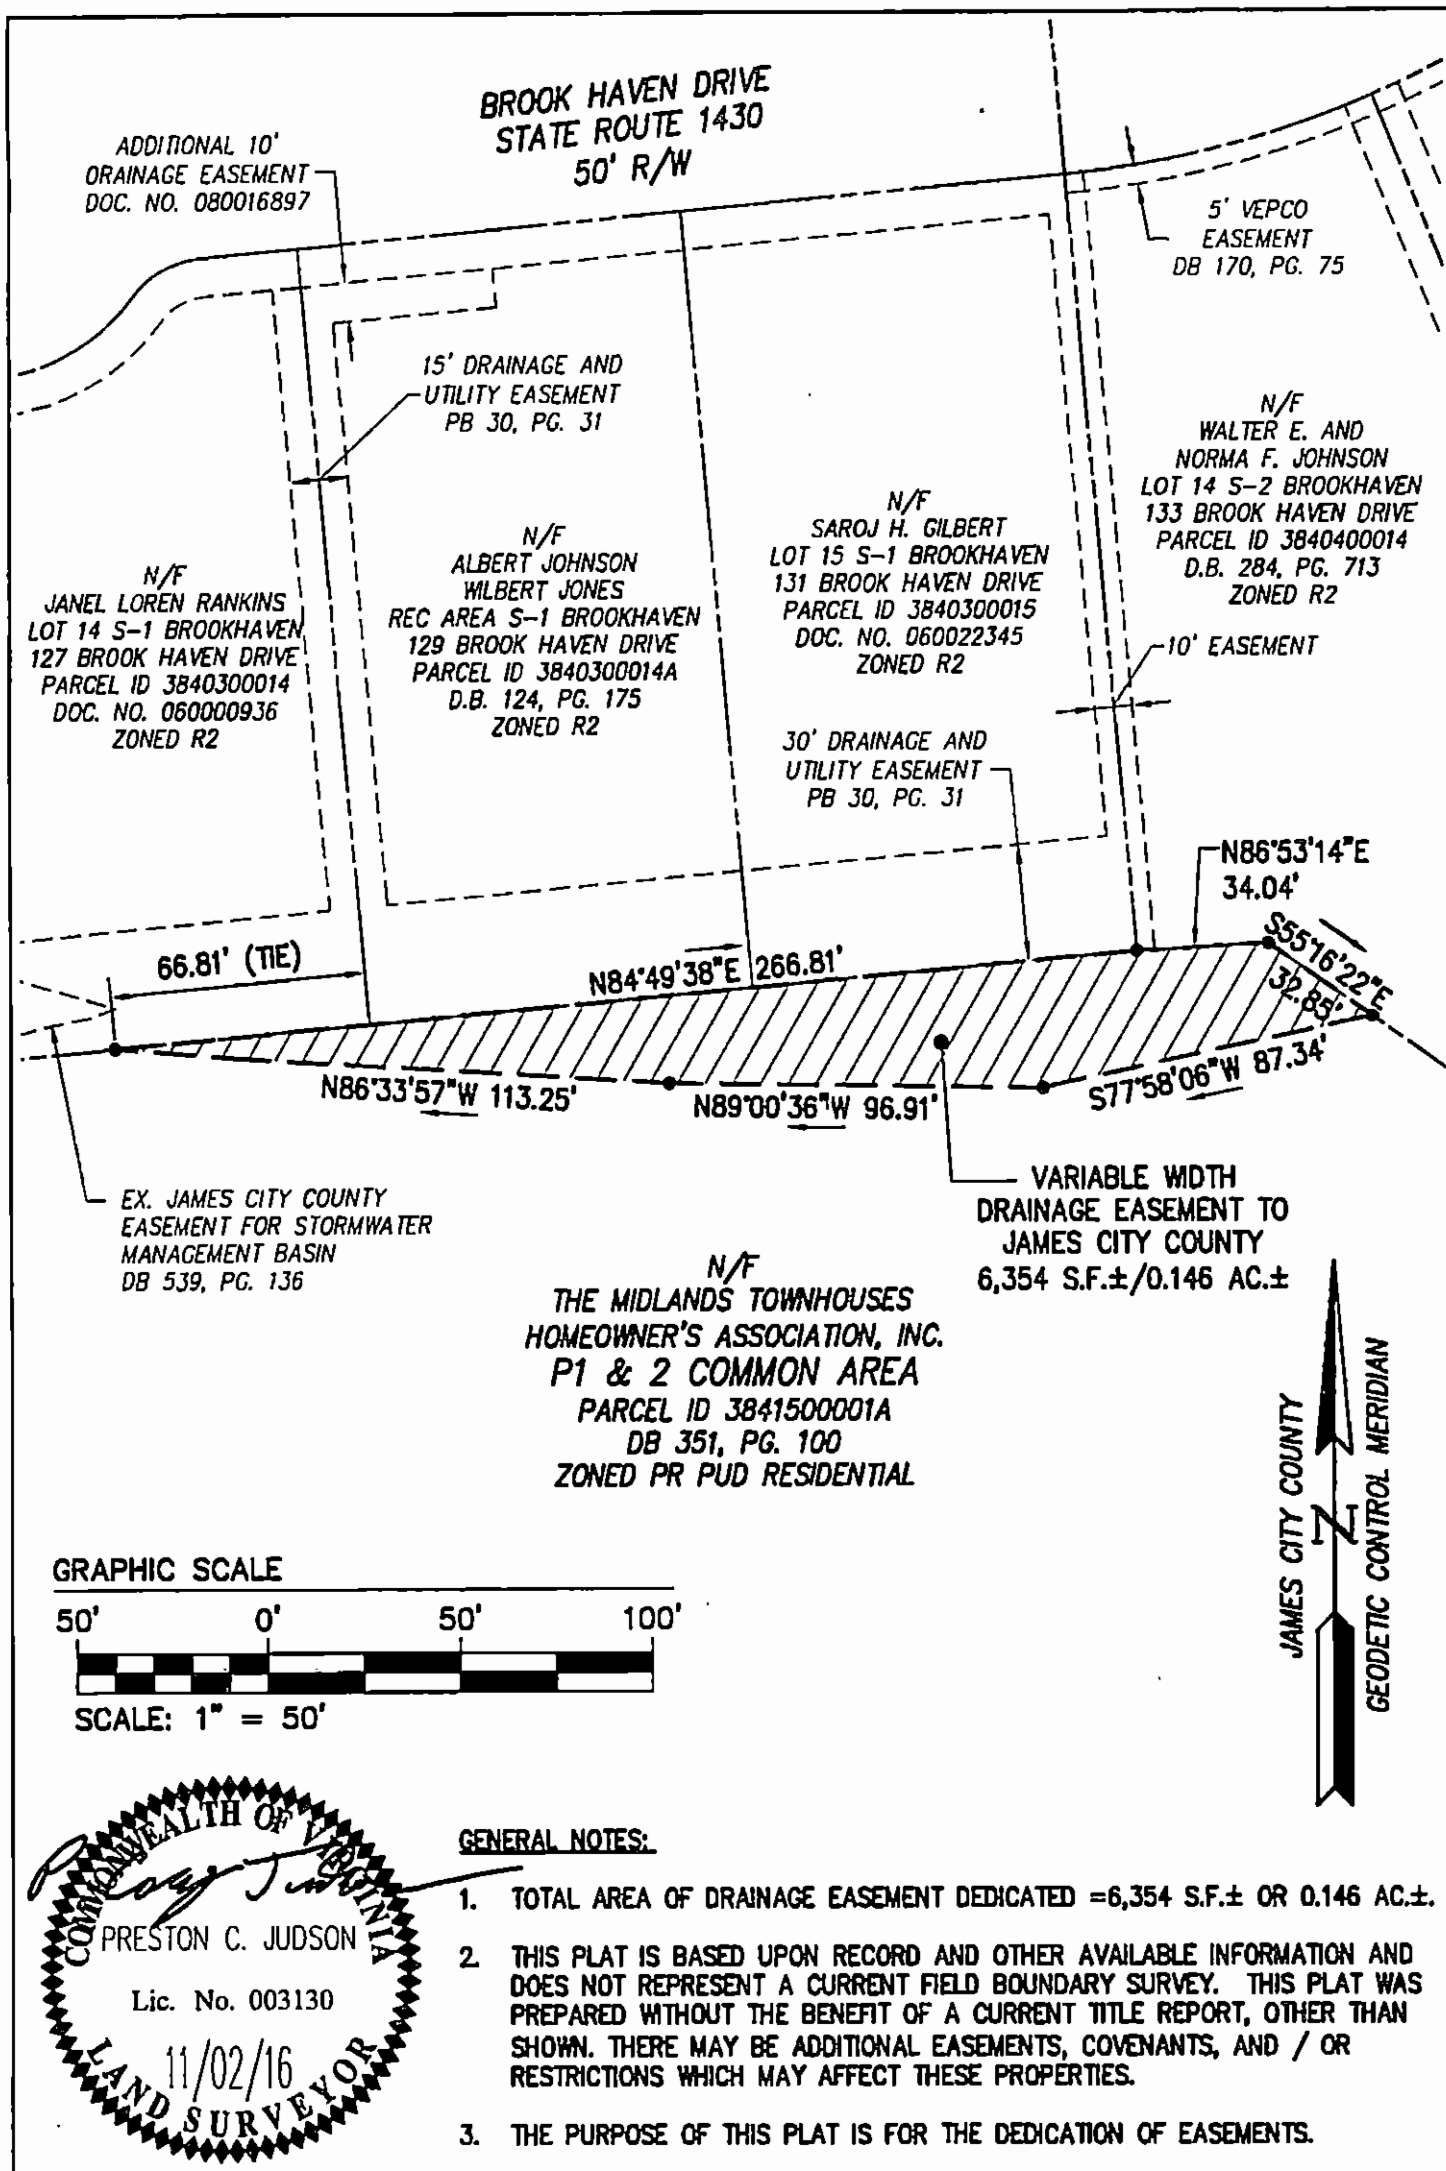 BROOK HAVEN DRIVE
STATE ROUTE 1430
50' R/W
ADDITIONAL 10'
ORAINAGE EASEMENT
DOC. NO. 080016897
5' VEPCO
EASEMENT
DB 170, PG. 75
15' DRAINAGE AND
UTILITY EASEMENT
PB 30, PG. 31
N/F
JANEL LOREN RANKINS
LOT 14 S-1 BROOKHAVEN
127 BROOK HAVEN DRIVE
PARCEL ID 3840300014
DOC. NO. 060000936
ZONED R2
N/F
ALBERT JOHNSON
WILBERT JONES
REC AREA S-1 BROOKHAVEN
129 BROOK HAVEN DRIVE
PARCEL ID 3840300014A
D.B. 124, PG. 175
ZONED R2
N/F
SAROJ H. GILBERT
LOT 15 S-1 BROOKHAVEN
131 BROOK HAVEN DRIVE
PARCEL ID 3840300015
DOC. NO. 060022345
ZONED R2
N/F
WALTER E. AND
NORMA F. JOHNSON
LOT 14 S-2 BROOKHAVEN
133 BROOK HAVEN DRIVE
PARCEL ID 3840400014
D.B. 284, PG. 713
ZONED R2
10' EASEMENT
30' DRAINAGE AND
UTILITY EASEMENT
PB 30, PG. 31
N86°53'14"E
34.04'
S55°16'22"E
32.85'
66.81' (TIE)
N84°49'38"E 266.81'
N86°33'57"W 113.25'
N89°00'36"W 96.91'
S77°58'06"W 87.34'
EX. JAMES CITY COUNTY
EASEMENT FOR STORMWATER
MANAGEMENT BASIN
DB 539, PG. 136
VARIABLE WIDTH
DRAINAGE EASEMENT TO
JAMES CITY COUNTY
6,354 S.F.±/0.146 AC.±
N/F
THE MIDLANDS TOWNHOUSES
HOMEOWNER'S ASSOCIATION, INC.
P1 & 2 COMMON AREA
PARCEL ID 3841500001A
DB 351, PG. 100
ZONED PR PUD RESIDENTIAL
JAMES CITY COUNTY
N
GEODETIC CONTROL MERIDIAN
GRAPHIC SCALE
50' 0' 50' 100'
SCALE: 1" = 50'
COMMONWEALTH OF VIRGINIA
PRESTON C. JUDSON
Lic. No. 003130
11/02/16
LAND SURVEYOR
GENERAL NOTES:
1. TOTAL AREA OF DRAINAGE EASEMENT DEDICATED =6,354 S.F.± OR 0.146 AC.±.
2. THIS PLAT IS BASED UPON RECORD AND OTHER AVAILABLE INFORMATION AND
DOES NOT REPRESENT A CURRENT FIELD BOUNDARY SURVEY. THIS PLAT WAS
PREPARED WITHOUT THE BENEFIT OF A CURRENT TITLE REPORT, OTHER THAN
SHOWN. THERE MAY BE ADDITIONAL EASEMENTS, COVENANTS, AND / OR
RESTRICTIONS WHICH MAY AFFECT THESE PROPERTIES.
3. THE PURPOSE OF THIS PLAT IS FOR THE DEDICATION OF EASEMENTS.